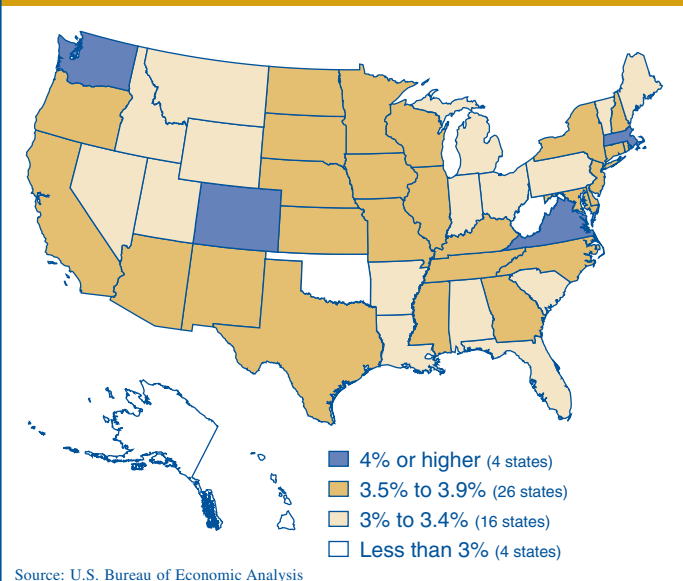 4% or higher (4 states)
3.5% to 3.9% (26 states)
3% to 3.4% (16 states)
Less than 3% (4 states)
Source: U.S. Bureau of Economic Analysis